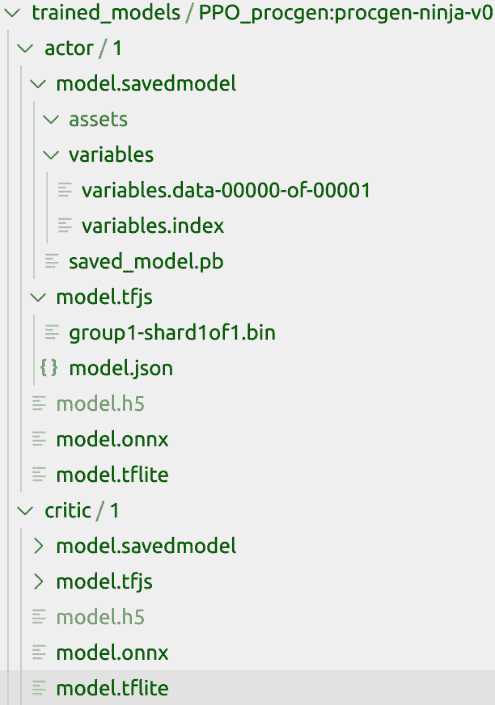 trained_models / PPO_procgen:procgen-ninja-v0
actor / 1
model.savedmodel
assets
variables
variables.data-00000-of-00001
variables.index
saved_model.pb
model.tfjs
group1-shard1of1.bin
{} model.json
model.h5
model.onnx
model.tflite
critic / 1
model.savedmodel
model.tfjs
model.h5
model.onnx
model.tflite